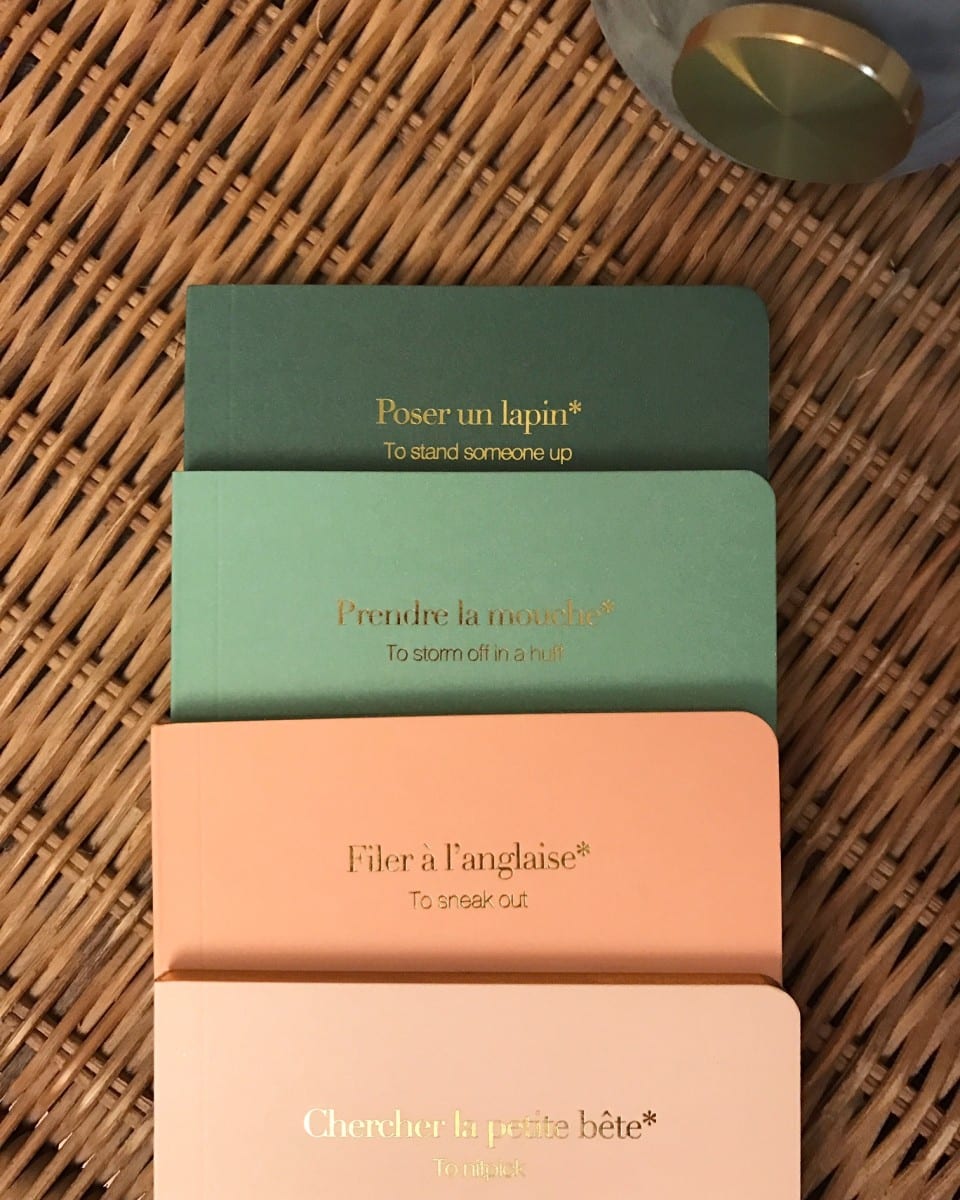 Poser un lapin*
To stand someone up
Prendre la mouche*
To storm off in a huff
Filer à l'anglaise*
To sneak out
Chercher la petite bête*
To nitpick